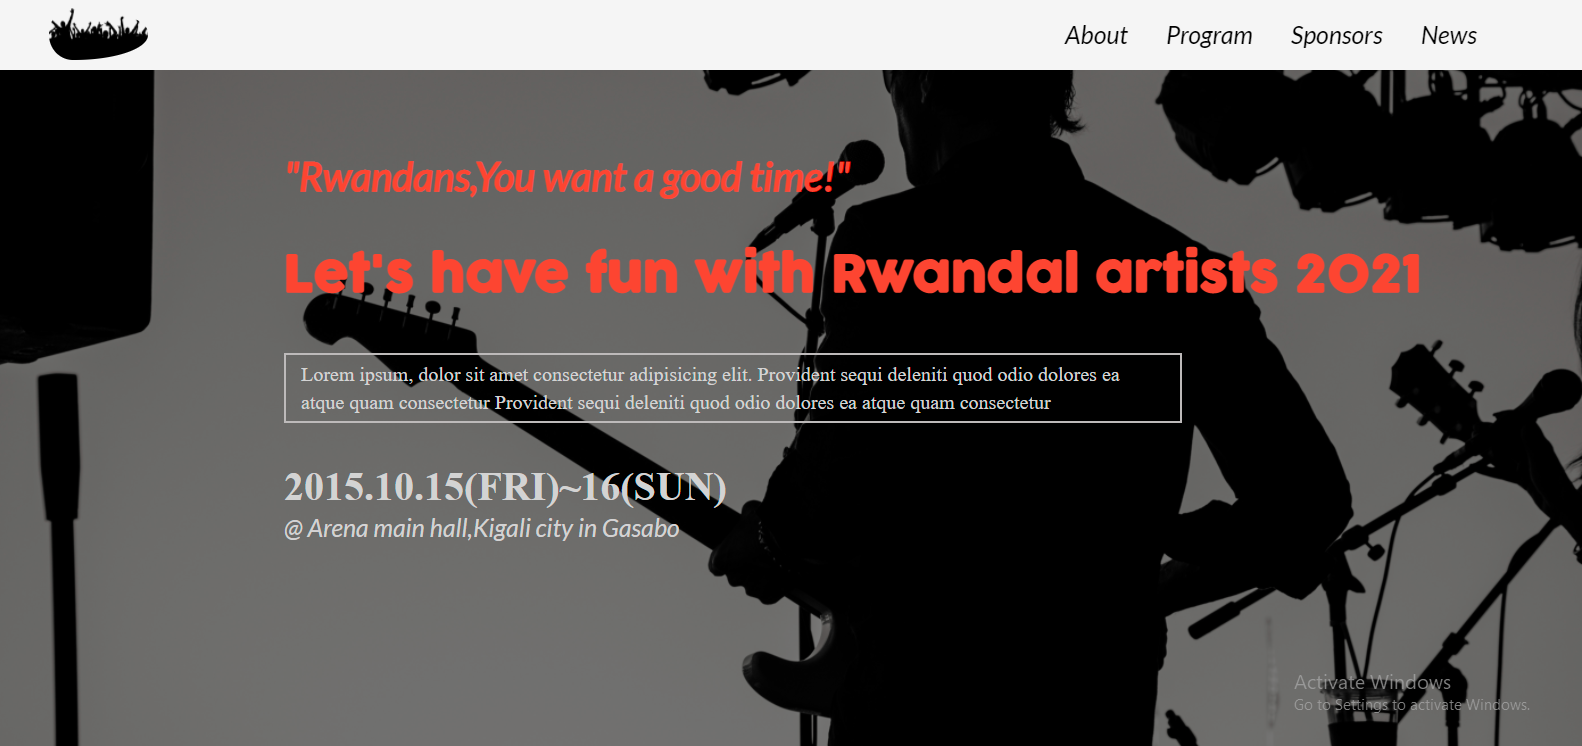 About Program Sponsors News
"Rwandans,You want a good time!"
Let's have fun with Rwandal artists 2021
Lorem ipsum, dolor sit amet consectetur adipisicing elit. Provident sequi deleniti quod odio dolores ea
atque quam consectetur Provident sequi deleniti quod odio dolores ea atque quam consectetur
2015.10.15(FRI)~16(SUN)
@ Arena main hall,Kigali city in Gasabo
Activate Windows
Go to Settings to activate Windows.